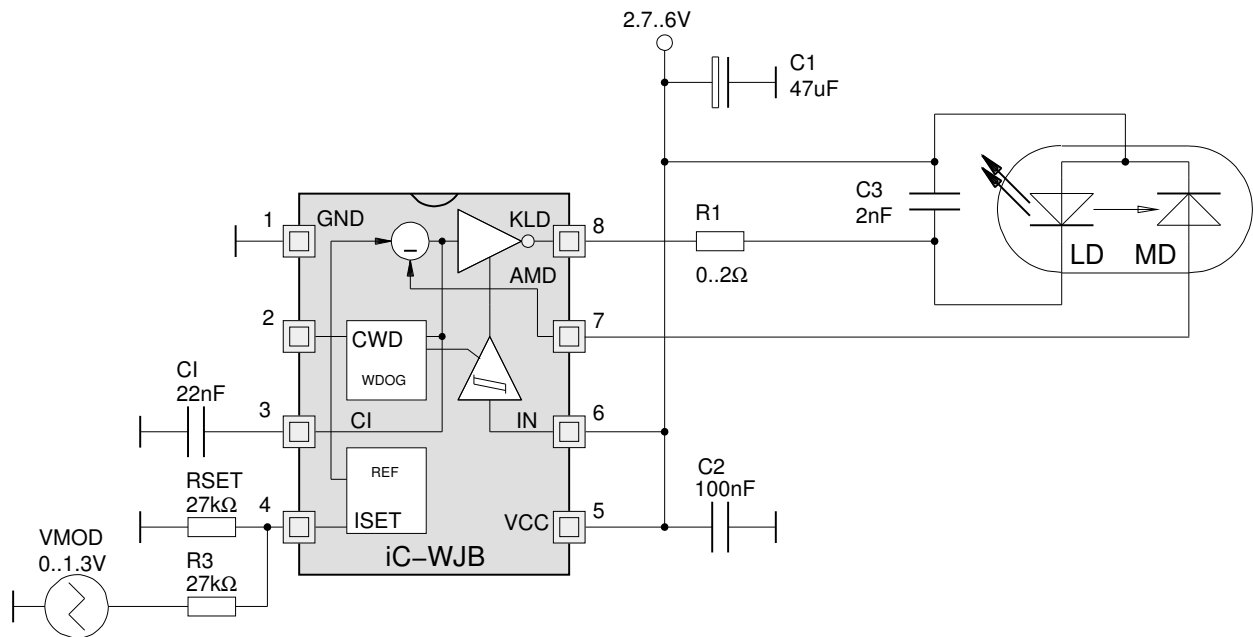 2.7..6V
C1
47uF
C3
2nF
1
GND
KLD
8
R1
0..2Ω
LD
MD
–
AMD
2
7
CWD
WDOG
CI
22nF
3
CI
IN
6
REF
RSET
27kΩ
4
ISET
VCC
5
C2
100nF
iC–WJB
VMOD
0..1.3V
R3
27kΩ